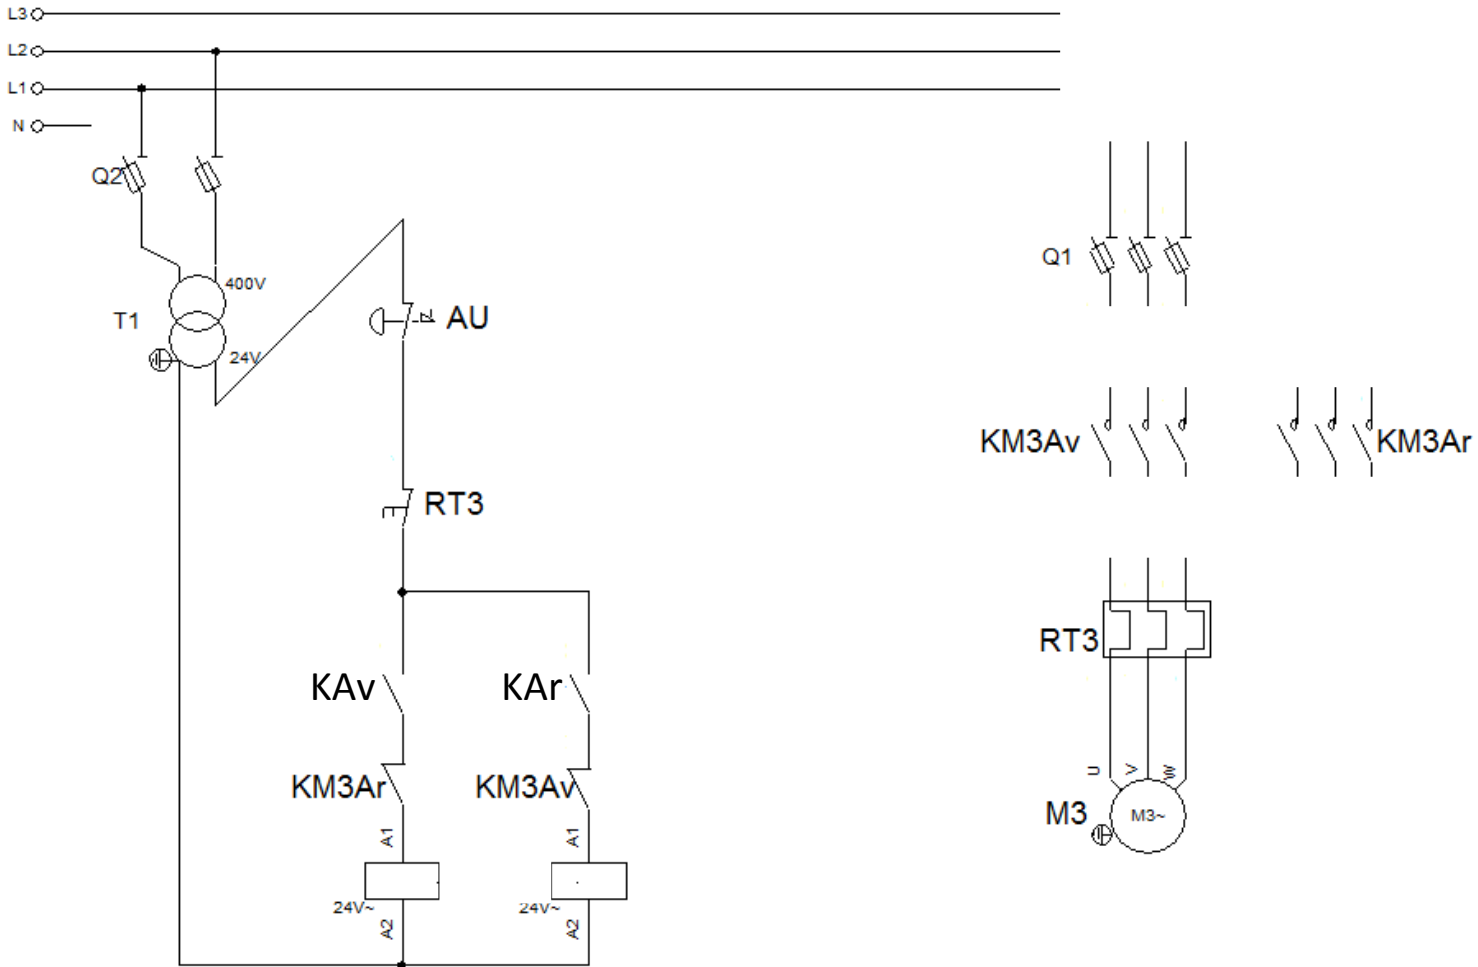 L3
L2
L1
N
Q2
400V
T1
24V
AU
Q1
KM3Av
KM3Ar
RT3
RT3
KAv
KAr
KM3Ar
KM3Av
U
V
W
M3
M3~
A1
A1
24V~
24V~
A2
A2